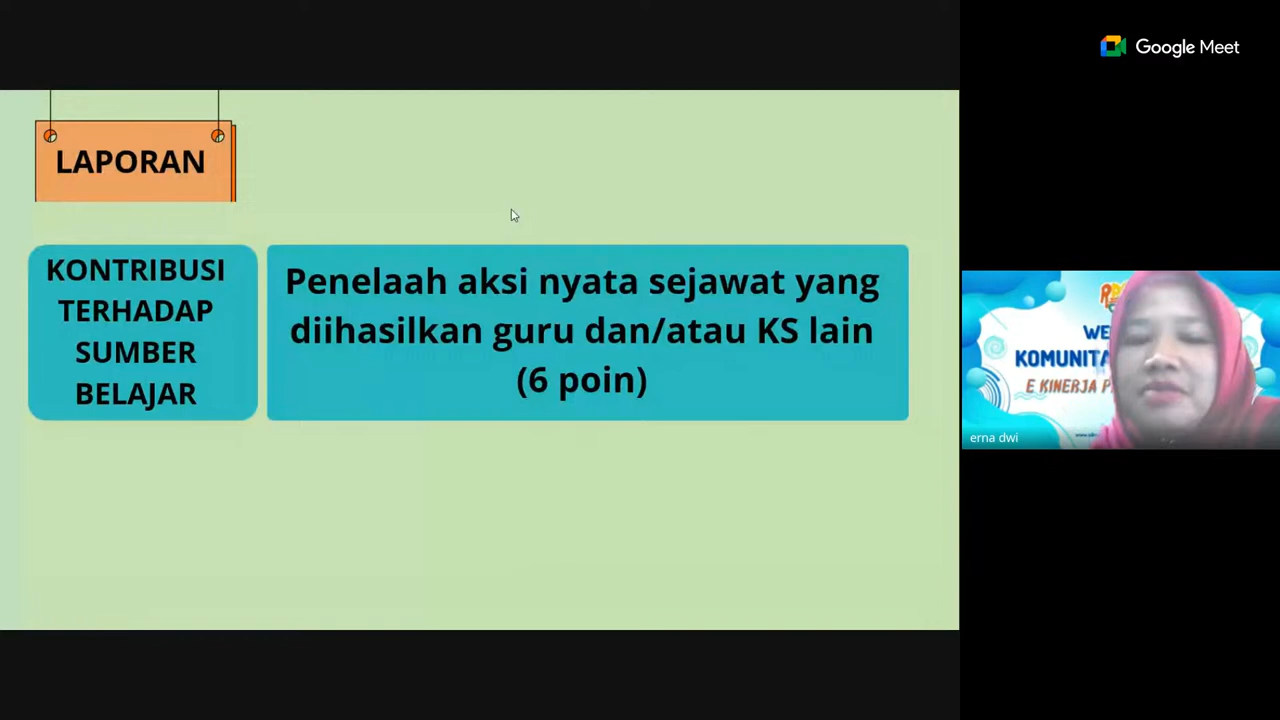 Google Meet
LAPORAN
KONTRIBUSI
TERHADAP
SUMBER
BELAJAR
Penelaah aksi nyata sejawat yang
diihasilkan guru dan/atau KS lain
(6 poin)
WE
KOMUNITA
E KINERJA P
erna dwi